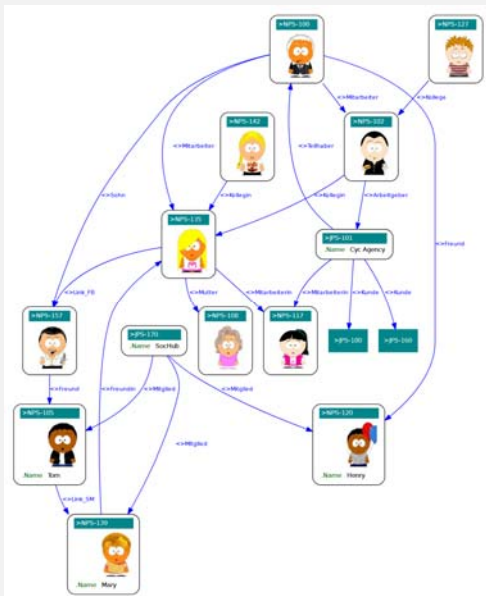 >NPS-100
>NPS-127
<>Mitarbeiter
<>Kollege
>NPS-142
>NPS-102
<>Mitarbeiter
<>Teilhaber
<>Sohn
<>Kollegin
<>Kollegin
<>Arbeitgeber
>NPS-135
>JPS-101
.Name Cyc Agency
<>Freund
<>Link_FB
<>Mutter
<>Mitarbeiterin
<>Mitarbeiterin
<>Kunde
<>Kunde
>NPS-157
>JPS-170
.Name SocHub
>NPS-108
>NPS-117
>JPS-100
>JPS-160
<>Freund
<>Freundin
<>Mitglied
<>Mitglied
>NPS-105
.Name Tom
>NPS-120
.Name Henry
<>Mitglied
<>Link_SM
>NPS-139
.Name Mary